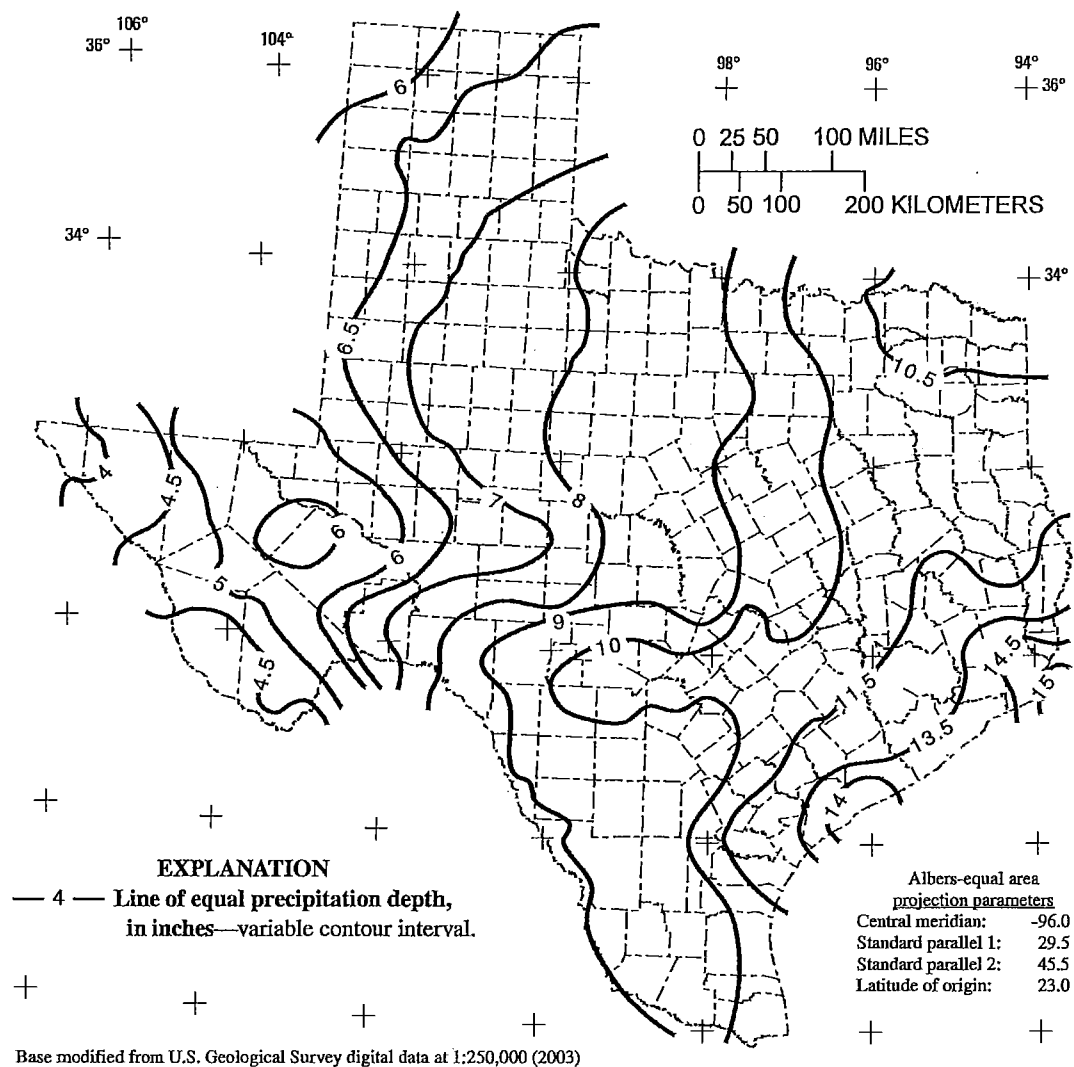 106°
36°
104°
98°
96°
94°
36°
0 25 50 100 MILES
0 50 100 200 KILOMETERS
34°
34°
6
6.5
10.5
4
4.5
7
8
6
6
5
9
10
4.5
11.5
14.5
15
13.5
14
EXPLANATION
— 4 — Line of equal precipitation depth,
in inches—variable contour interval.
Albers-equal area
projection parameters
Central meridian: -96.0
Standard parallel 1: 29.5
Standard parallel 2: 45.5
Latitude of origin: 23.0
Base modified from U.S. Geological Survey digital data at 1:250,000 (2003)